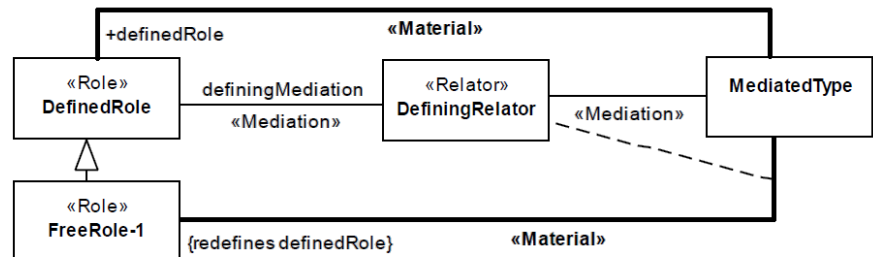 +definedRole
«Material»
«Role»
DefinedRole
definingMediation
«Mediation»
«Relator»
DefiningRelator
«Mediation»
MediatedType
«Role»
FreeRole-1
{redefines definedRole}
«Material»